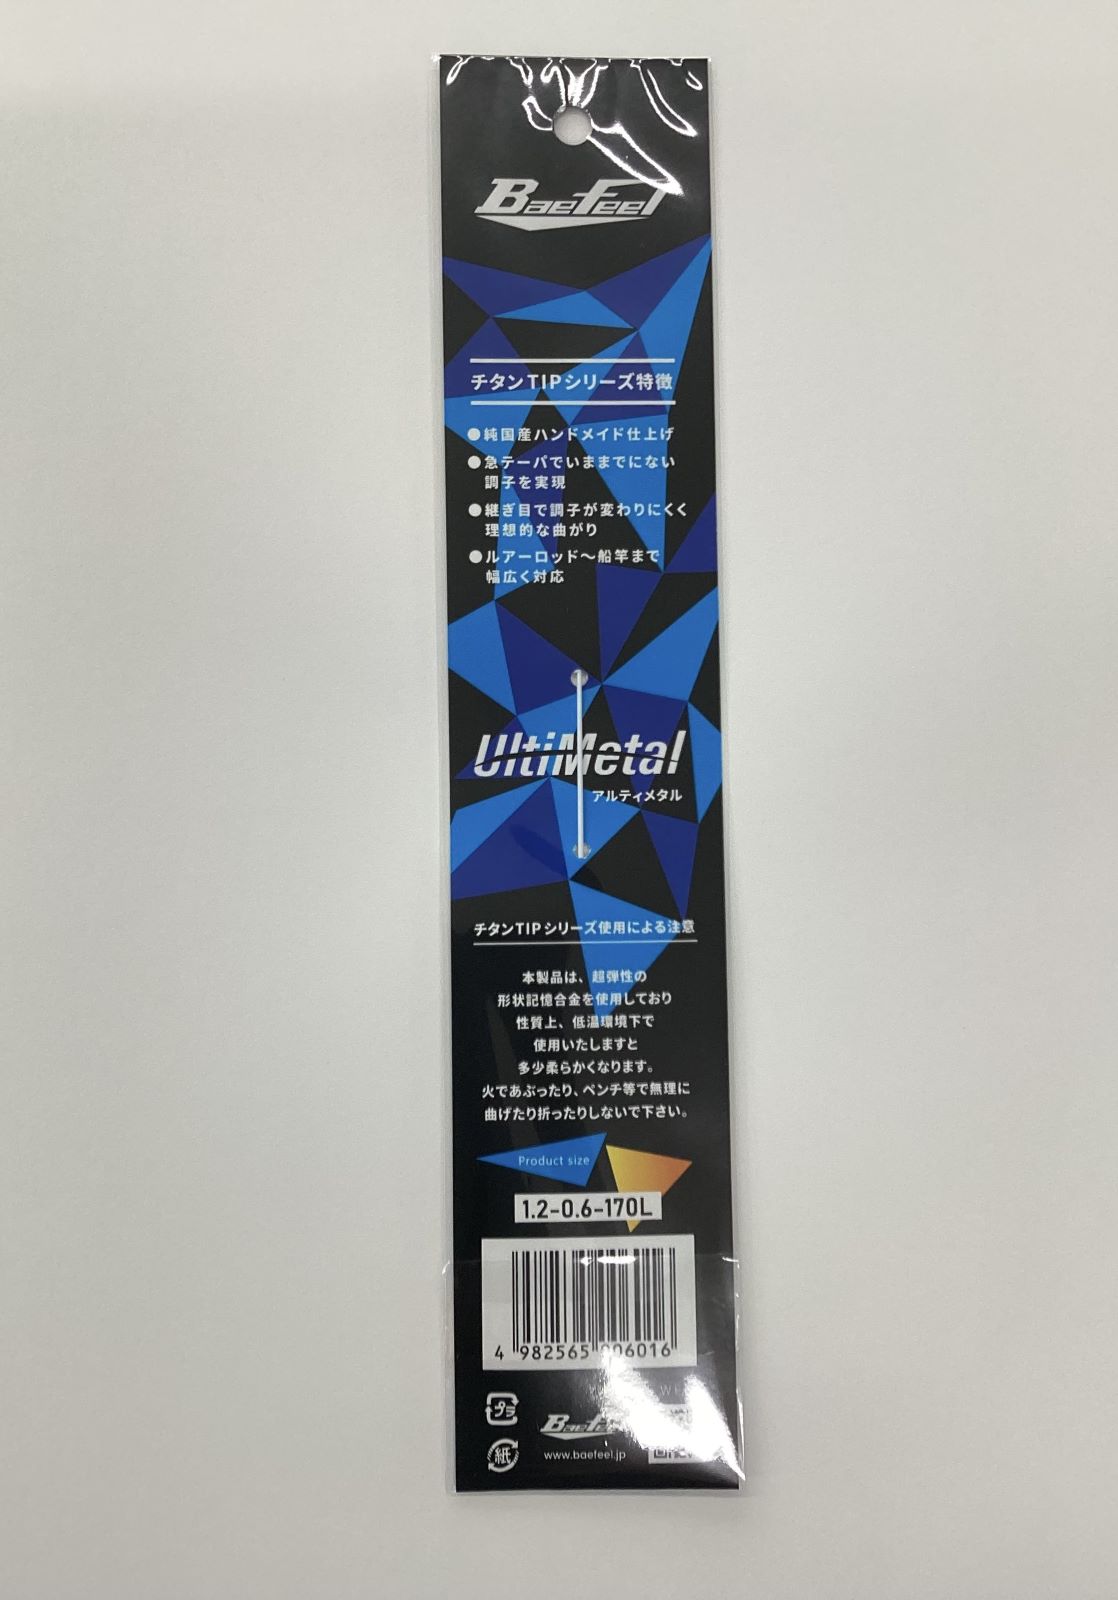 BaeFeel
チタンTIPシリーズ特徴
●純国産ハンドメイド仕上げ
●急テーパでいままでにない
調子を実現
●継ぎ目で調子が変わりにくく
理想的な曲がり
●ルアーロッド～船竿まで
幅広く対応
UltiMetal
アルティメタル
チタンTIPシリーズ使用による注意
本製品は、超弾性の
形状記憶合金を使用しており
性質上、低温環境下で
使用いたしますと
多少柔らかくなります。
火であぶったり、ペンチ等で無理に
曲げたり折ったりしないで下さい。
Product size
1.2-0.6-170L
4 982565 006016
プラ
BaeFeel
紙
www.baefeel.jp